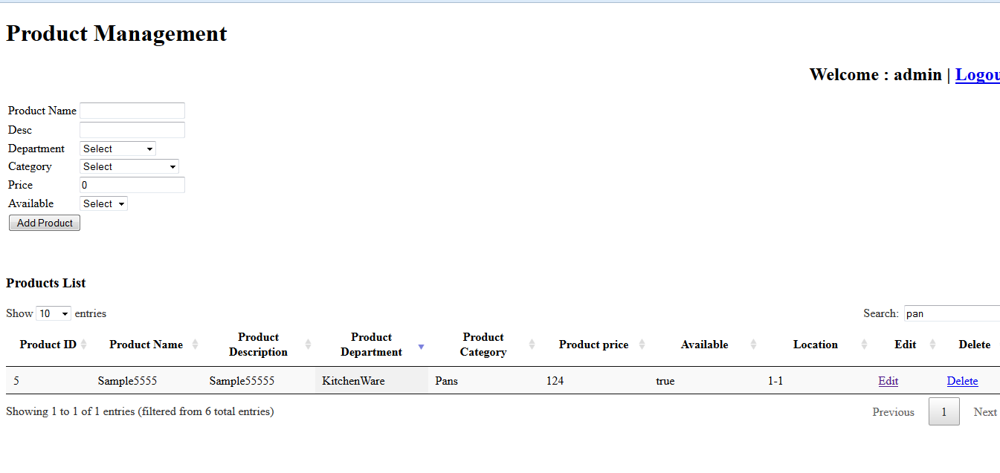 Product Management
Welcome : admin | Logou
Product Name
Desc
Department Select
Category Select
Price 0
Available Select
Add Product
Products List
Show 10 entries Search: pan
Product ID Product Name Product Description Product Department Product Category Product price Available Location Edit Delete
5 Sample5555 Sample55555 KitchenWare Pans 124 true 1-1 Edit Delete
Showing 1 to 1 of 1 entries (filtered from 6 total entries) Previous 1 Next